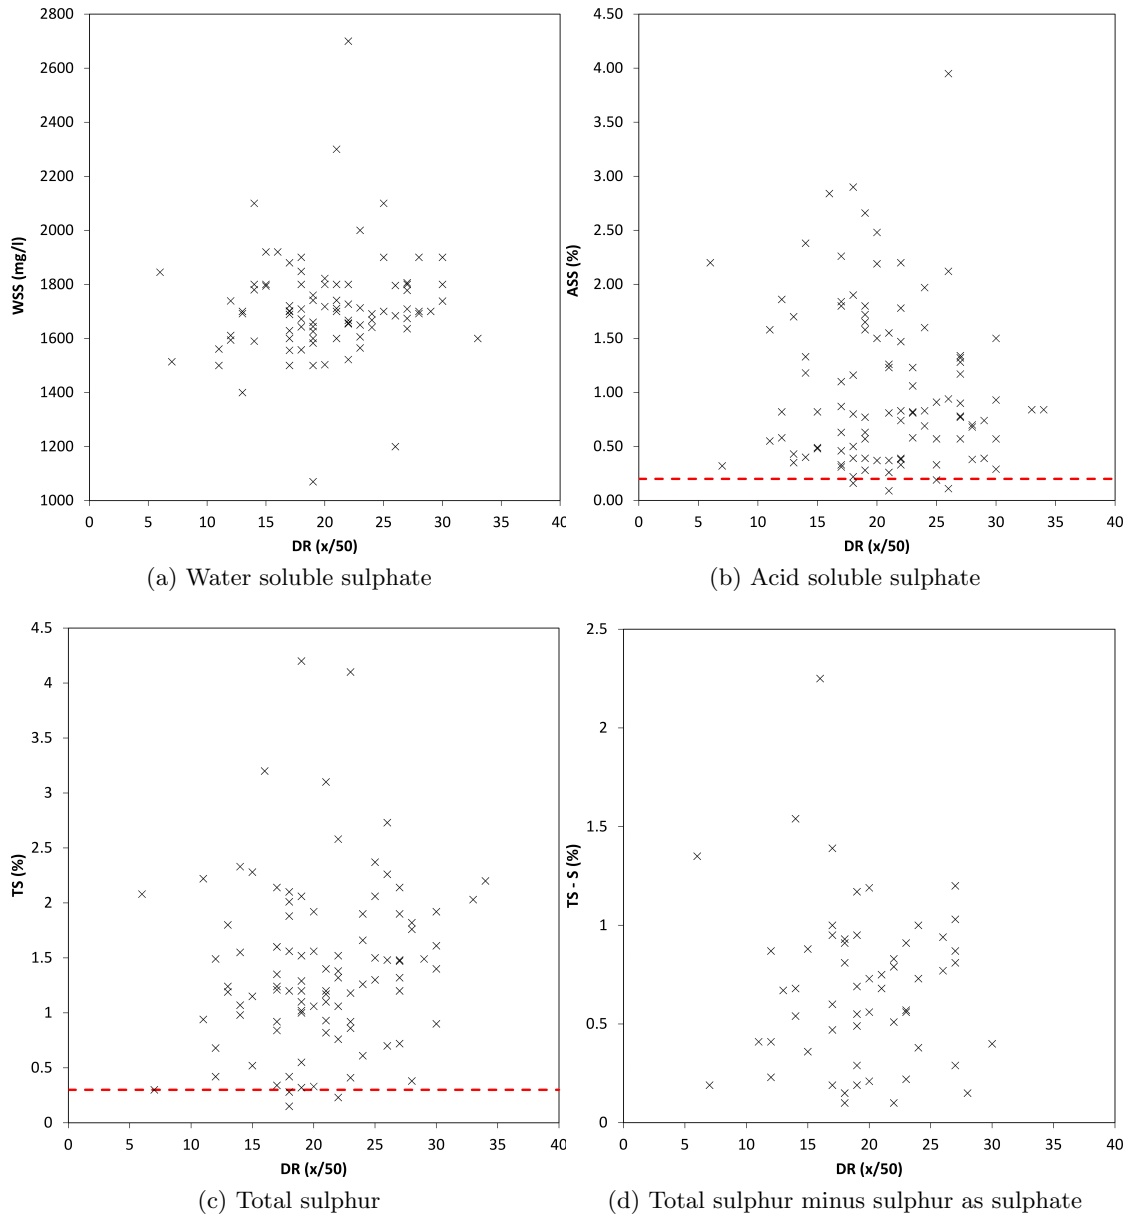 2800
2600
2400
2200
2000
1800
1600
1400
1200
1000
WSS (mg/l)
0 5 10 15 20 25 30 35 40
DR (x/50)
(a) Water soluble sulphate
4.50
4.00
3.50
3.00
2.50
2.00
1.50
1.00
0.50
0.00
ASS (%)
0 5 10 15 20 25 30 35 40
DR (x/50)
(b) Acid soluble sulphate
4.5
4
3.5
3
2.5
2
1.5
1
0.5
0
TS (%)
0 5 10 15 20 25 30 35 40
DR (x/50)
(c) Total sulphur
2.5
2
1.5
1
0.5
0
TS - S (%)
0 5 10 15 20 25 30 35 40
DR (x/50)
(d) Total sulphur minus sulphur as sulphate